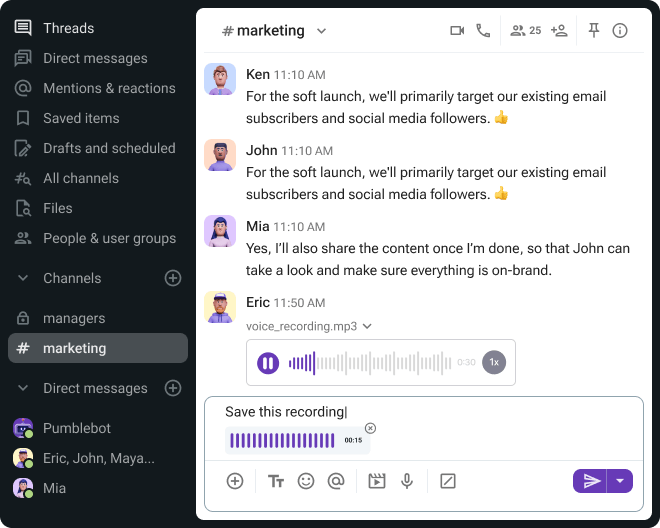 Threads
Direct messages
Mentions & reactions
Saved items
Drafts and scheduled
All channels
Files
People & user groups
Channels
managers
# marketing
Direct messages
Pumblebot
Eric, John, Maya...
Mia
# marketing
25
Ken 11:10 AM
For the soft launch, we'll primarily target our existing email
subscribers and social media followers. 👍
John 11:10 AM
For the soft launch, we'll primarily target our existing email
subscribers and social media followers. 👍
Mia 11:10 AM
Yes, I'll also share the content once I'm done, so that John can
take a look and make sure everything is on-brand.
Eric 11:50 AM
voice_recording.mp3
0:30 1x
Save this recording
00:15
TT